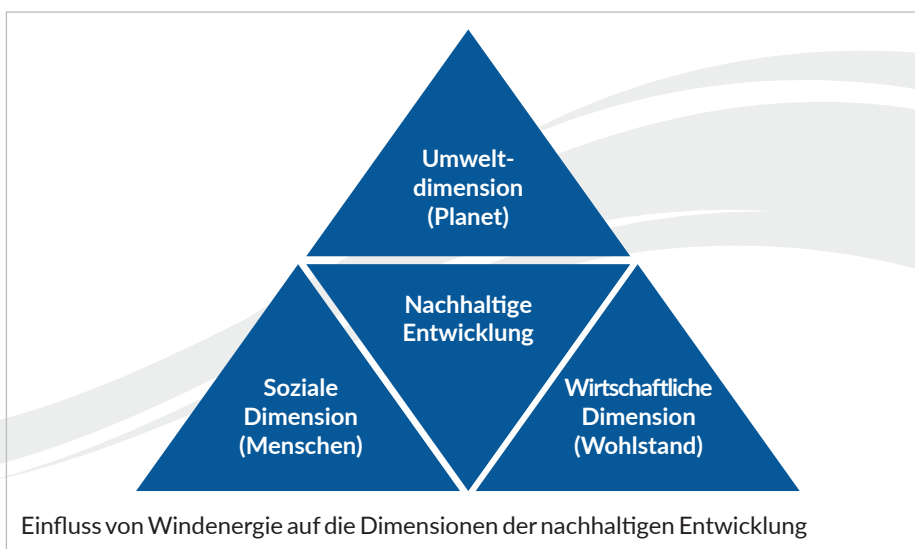 Umwelt-
dimension
(Planet)
Nachhaltige
Entwicklung
Soziale
Dimension
(Menschen)
Wirtschaftliche
Dimension
(Wohlstand)
Einfluss von Windenergie auf die Dimensionen der nachhaltigen Entwicklung